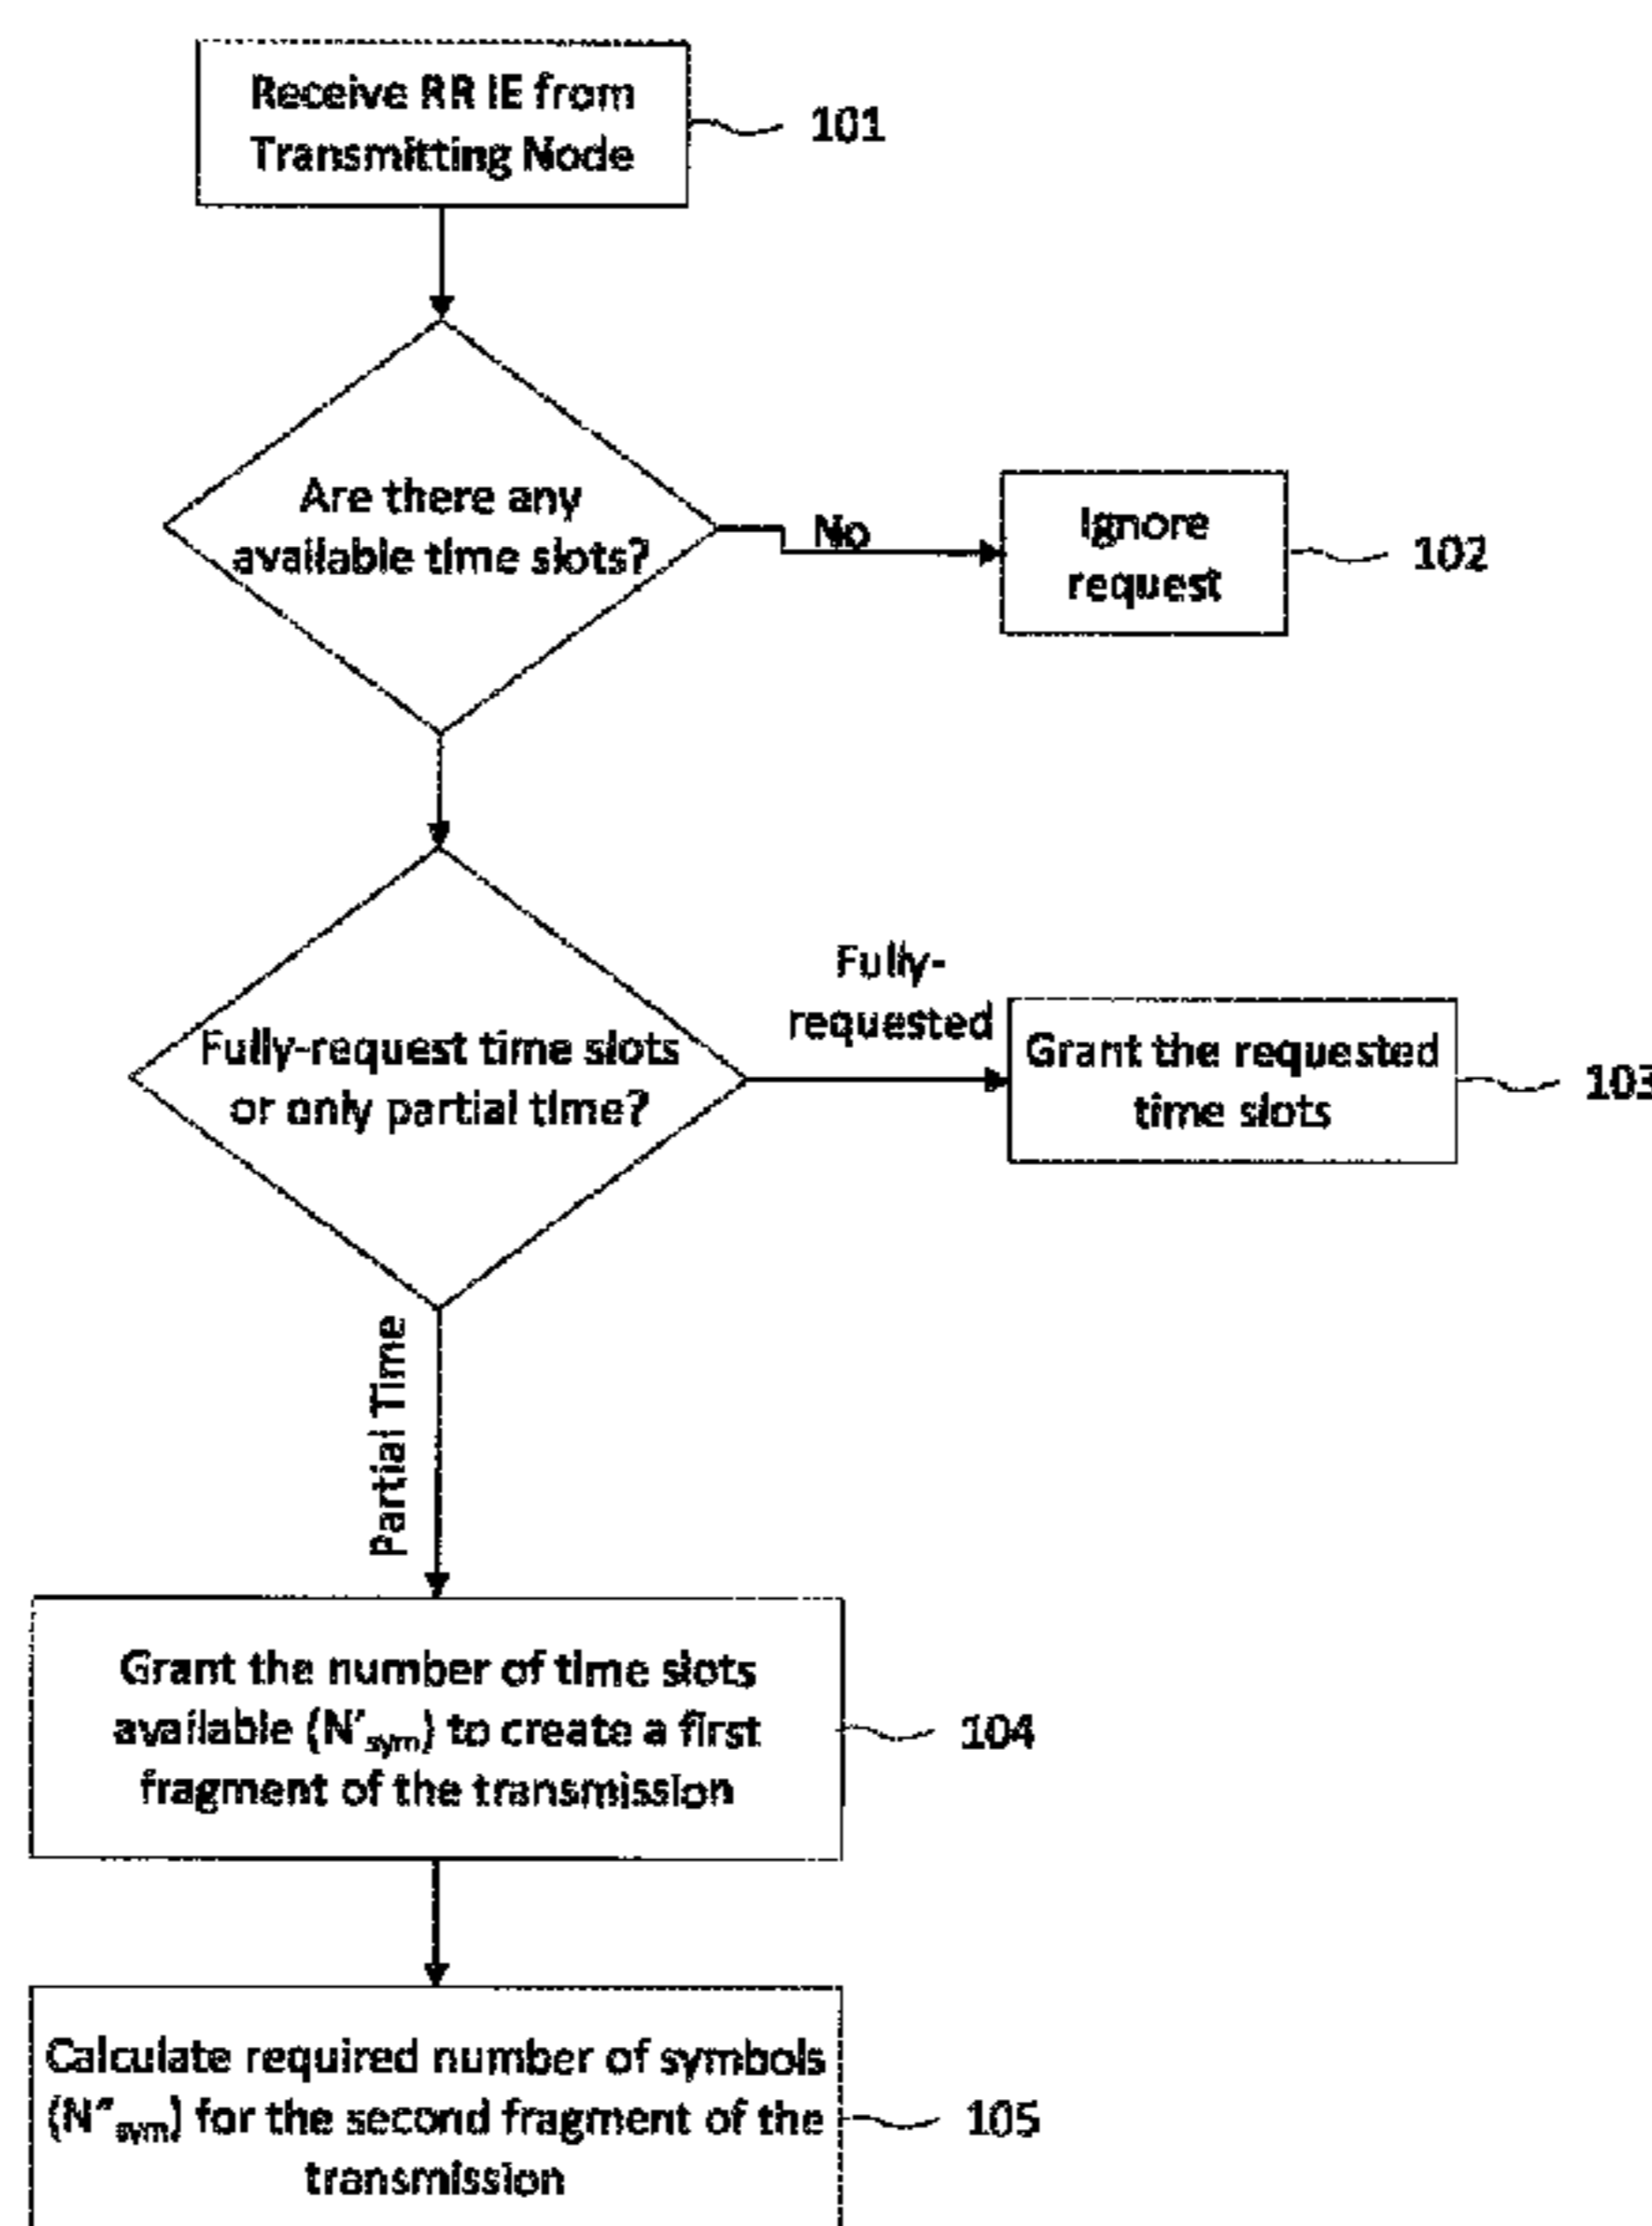 Receive RR IE from
Transmitting Node
101
Are there any
available time slots?
No
Ignore
request
102
Fully-request time slots
or only partial time?
Fully-
requested
Grant the requested
time slots
103
Partial Time
Grant the number of time slots
available (N'sym) to create a first
fragment of the transmission
104
Calculate required number of symbols
(N"sym) for the second fragment of the
transmission
105